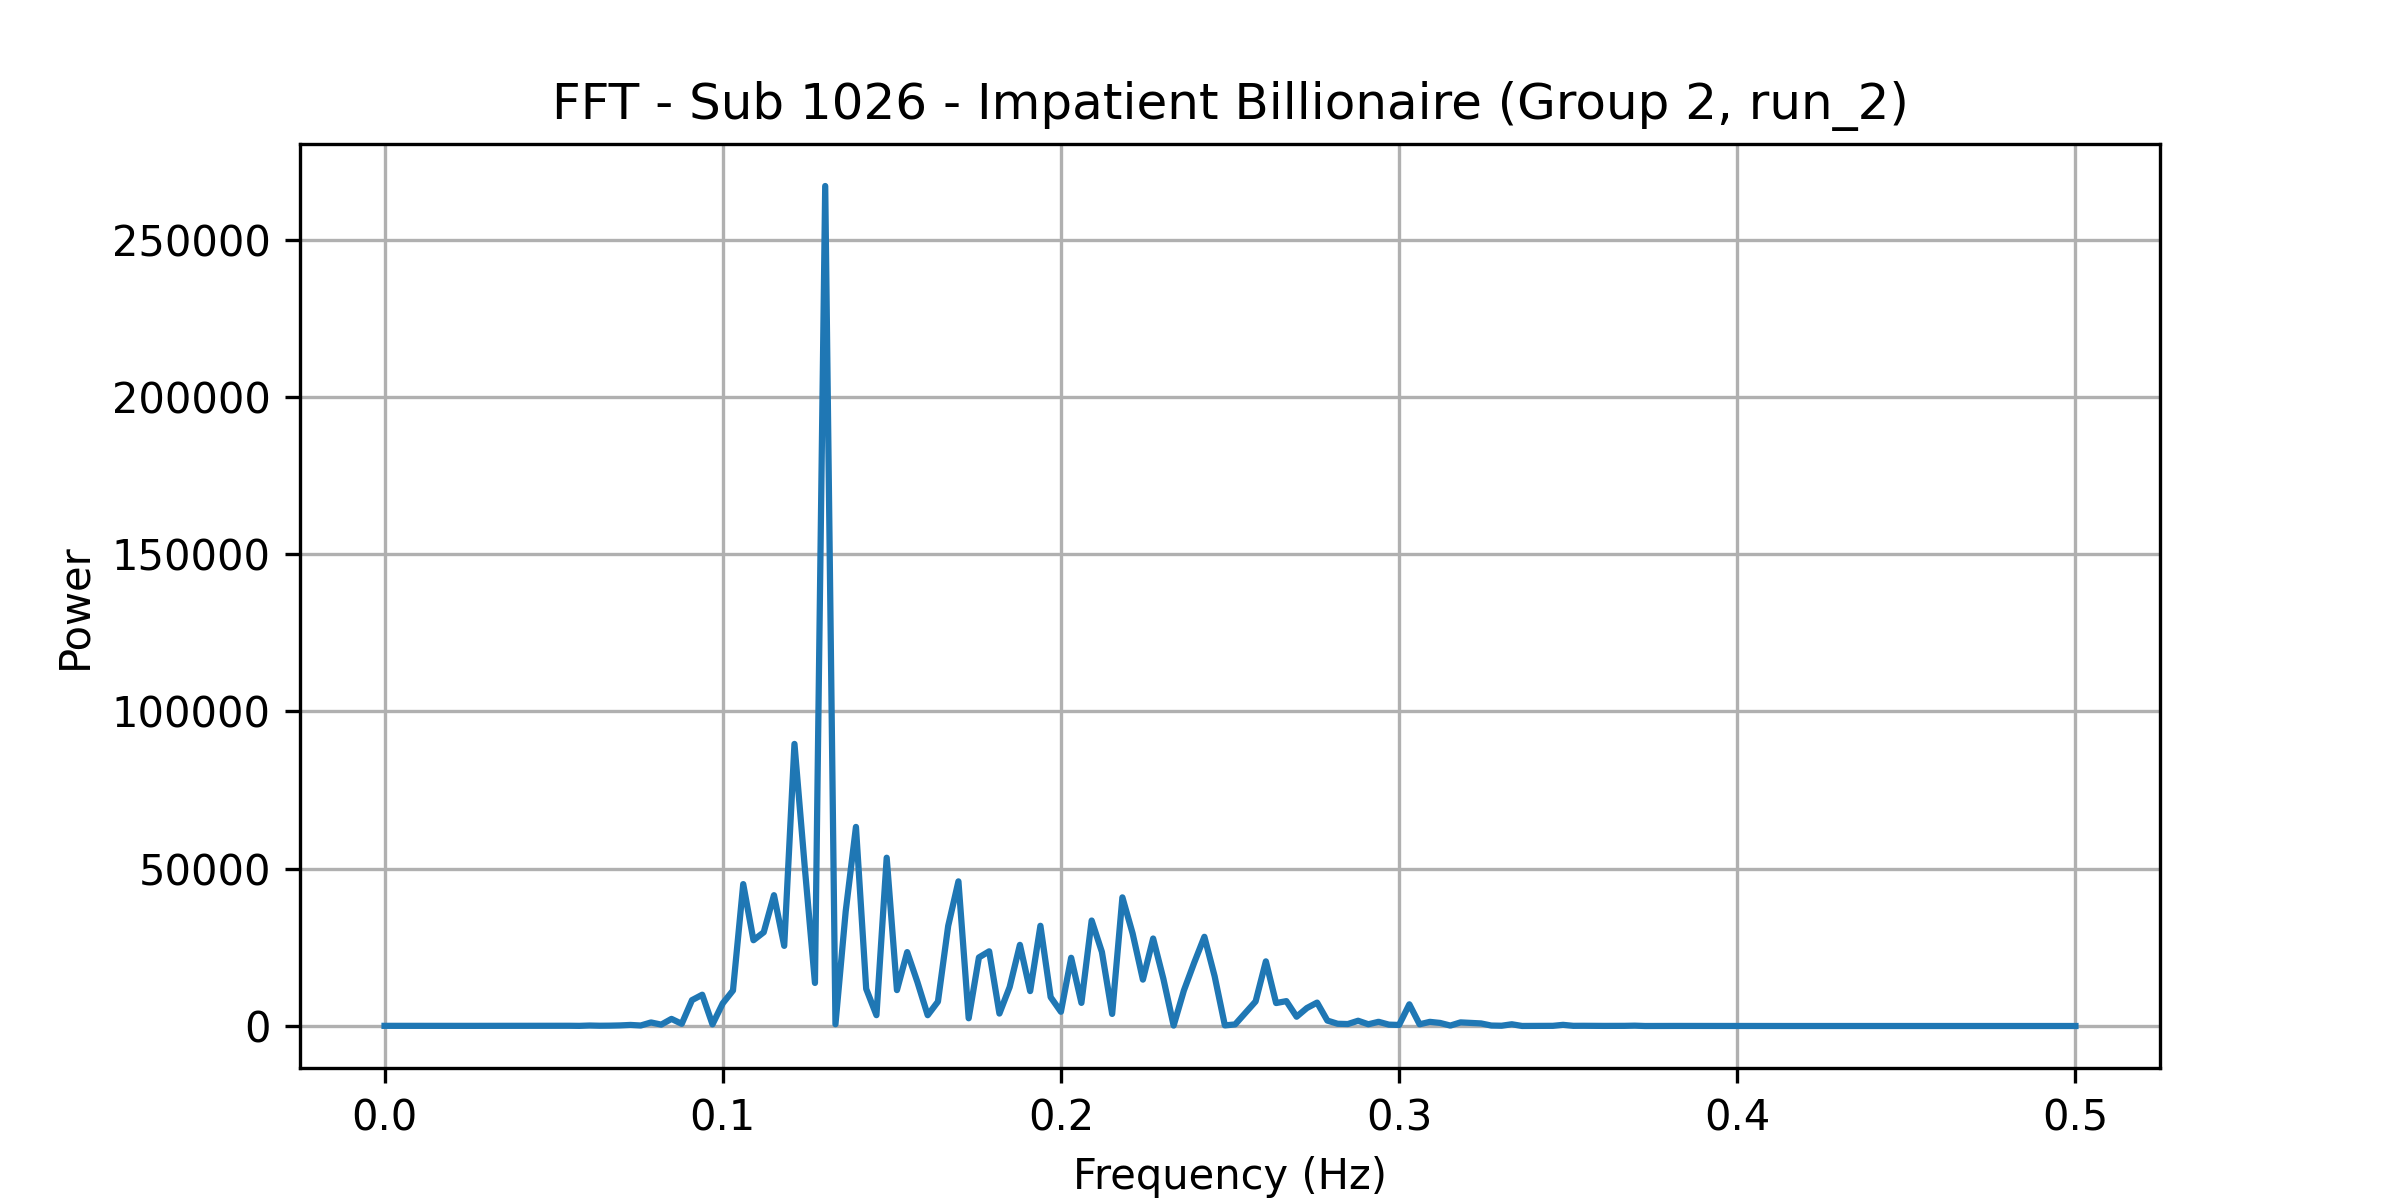 FFT - Sub 1026 - Impatient Billionaire (Group 2, run_2)
Power
250000
200000
150000
100000
50000
0
0.0 0.1 0.2 0.3 0.4 0.5
Frequency (Hz)